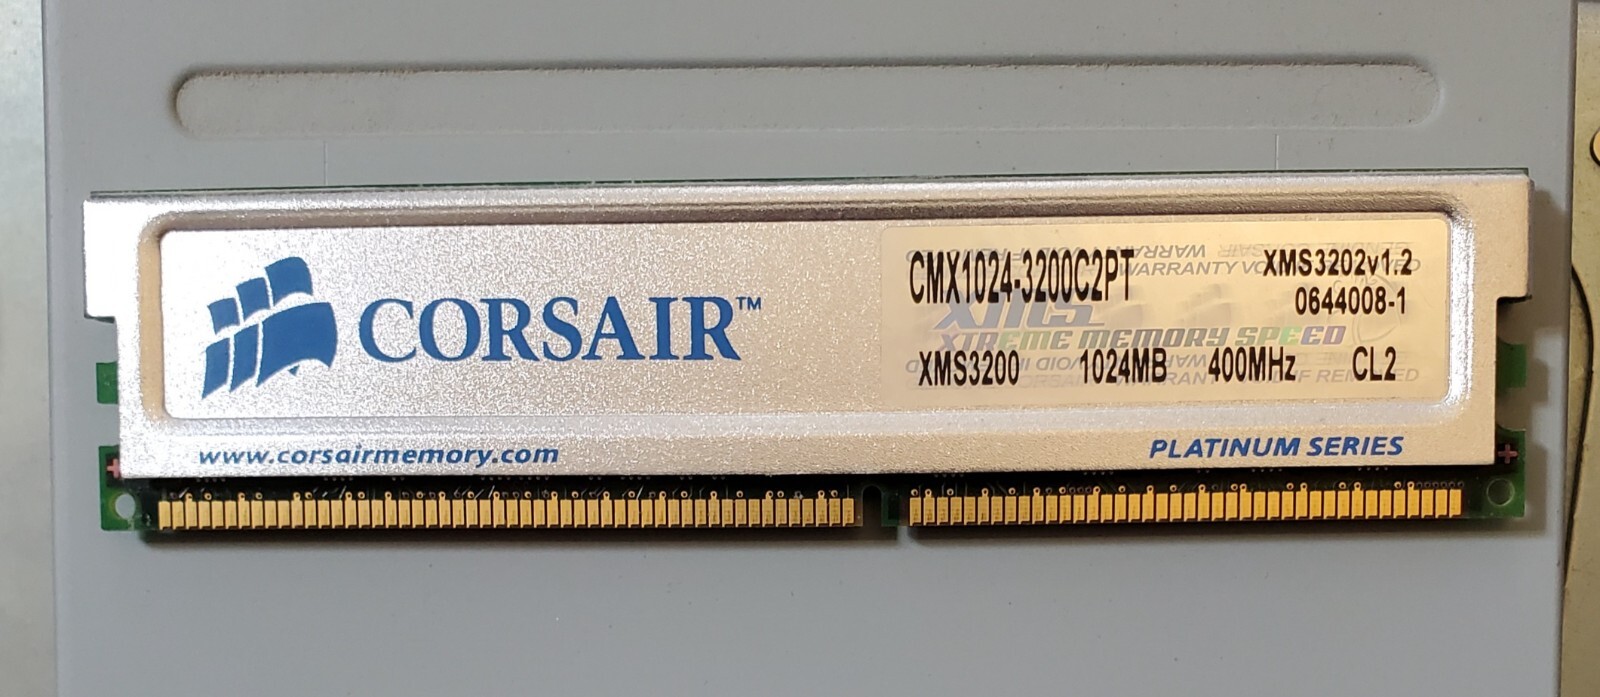 CORSAIR™
www.corsairmemory.com
CMX1024-3200C2PT
XMS3202v1.2
0644008-1
XTREME MEMORY SPEED
XMS3200 1024MB 400MHz CL2
PLATINUM SERIES